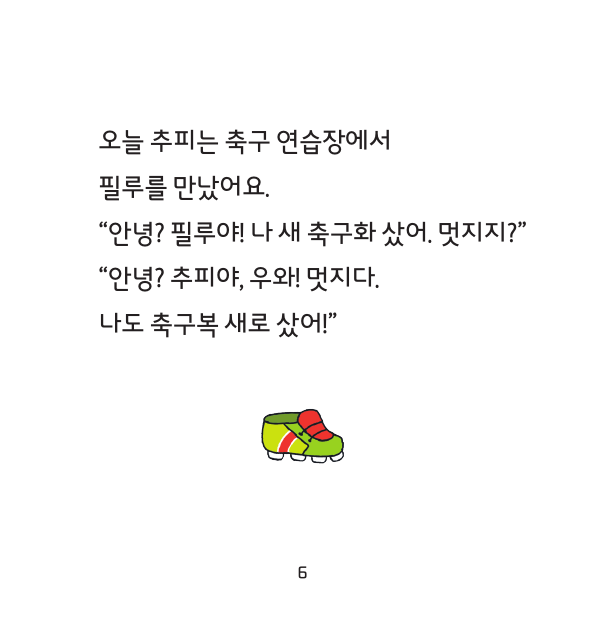 오늘 추피는 축구 연습장에서
필루를 만났어요.
“안녕? 필루야! 나 새 축구화 샀어. 멋지지?”
“안녕? 추피야, 우와! 멋지다.
나도 축구복 새로 샀어!”
6